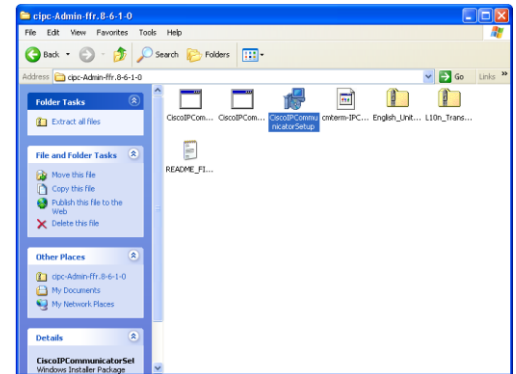 cipc-Admin-ffr.8-6-1-0
File Edit View Favorites Tools Help
Back Search Folders
Address cipc-Admin-ffr.8-6-1-0 Go Links »
Folder Tasks
Extract all files
File and Folder Tasks
Move this file
Copy this file
Publish this file to the
Web
Delete this file
Other Places
cipc-Admin-ffr.8-6-1-0
My Documents
My Network Places
Details
CiscoIPCommunicatorSet
Windows Installer Package
CiscoIPCom... CiscoIPCom... CiscoIPCommu cmterm-IPC... English_Unit... L10n_Trans...
nicatorSetup
README_FI...